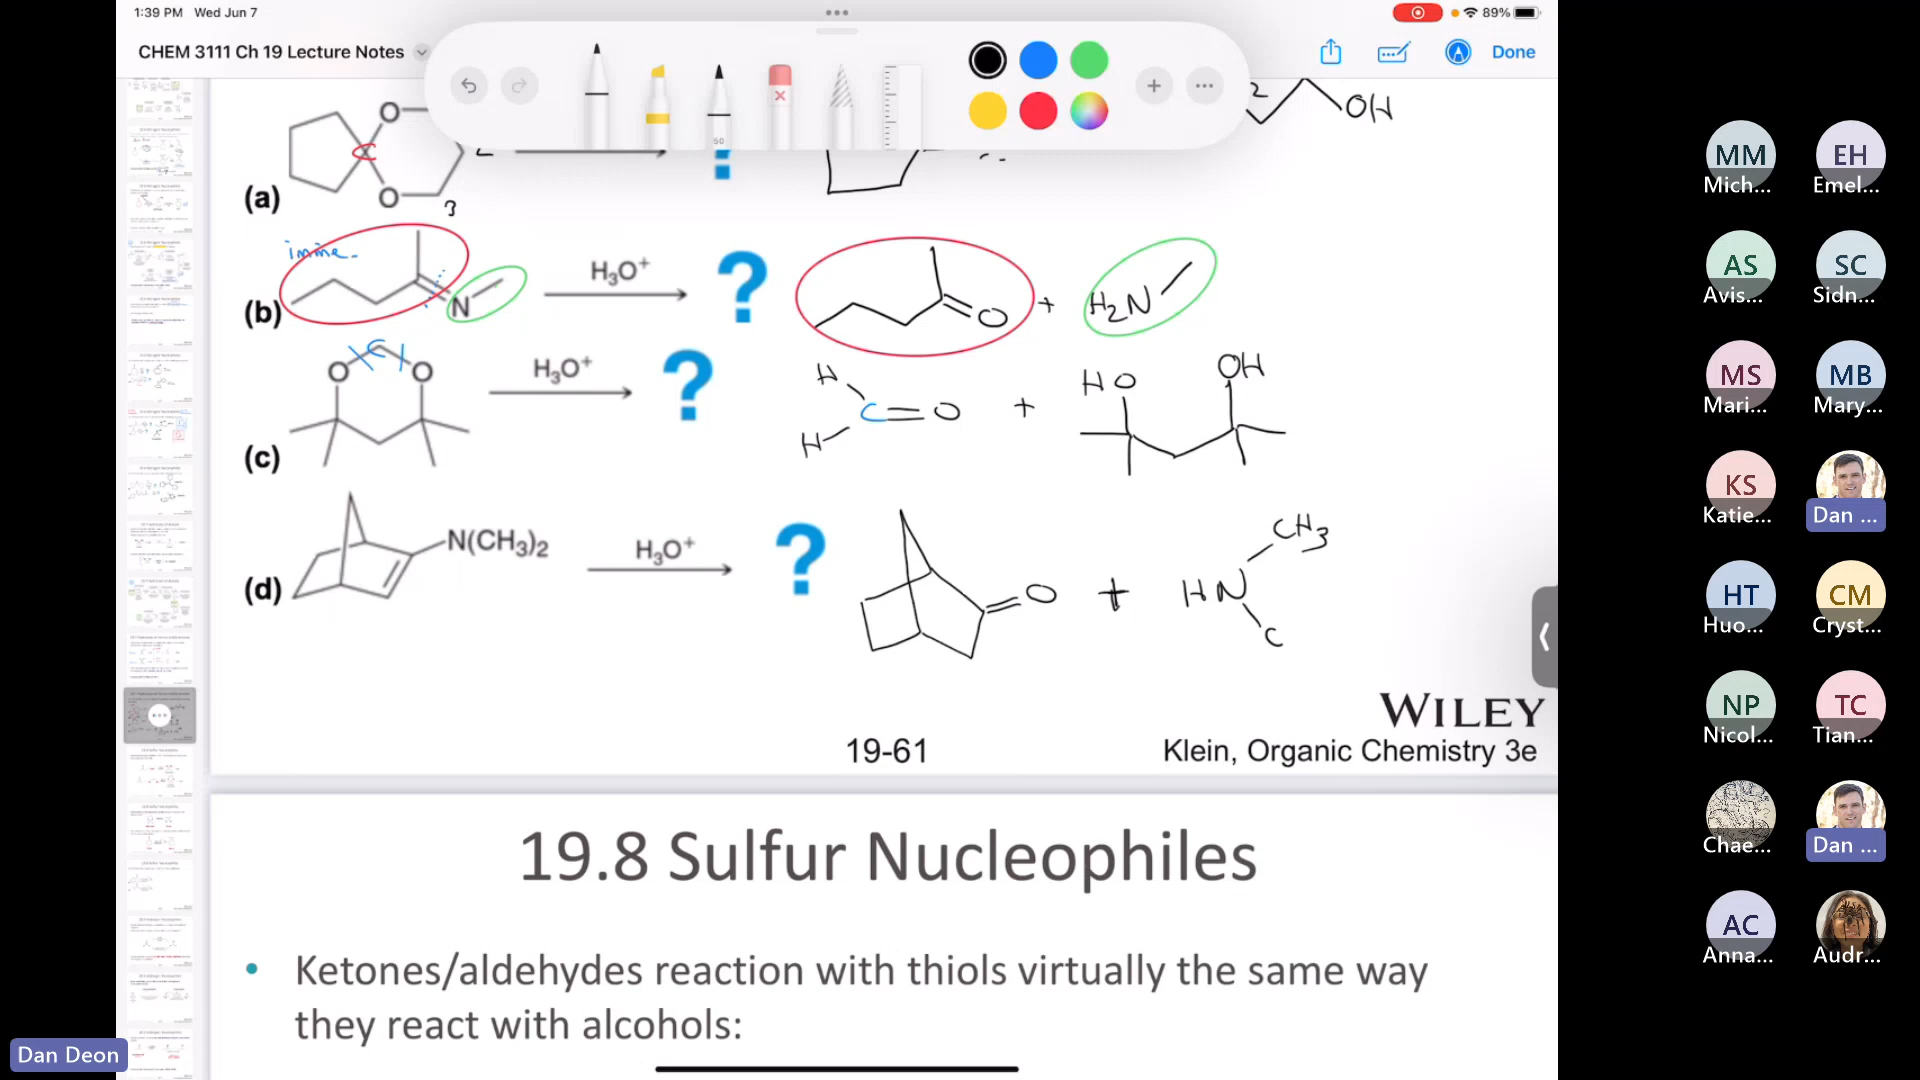 1:39 PM Wed Jun 7
89%
CHEM 3111 Ch 19 Lecture Notes
Done
50
O
O
3
2
OH
?
(a)
imine
(b)
N
H₃O⁺
?
O
+
H₂N
(c)
O
C
O
H₃O⁺
?
H
H
C
O
+
HO
OH
(d)
N(CH₃)₂
H₃O⁺
?
O
+
HN
CH₃
C
WILEY
19-61
Klein, Organic Chemistry 3e
19.8 Sulfur Nucleophiles
• Ketones/aldehydes reaction with thiols virtually the same way
they react with alcohols:
Dan Deon
MM
Mich...
EH
Emel...
AS
Avis...
SC
Sidn...
MS
Mari...
MB
Mary...
KS
Katie...
Dan ...
HT
Huo...
CM
Cryst...
NP
Nicol...
TC
Tian...
Chae...
Dan ...
AC
Anna...
Audr...